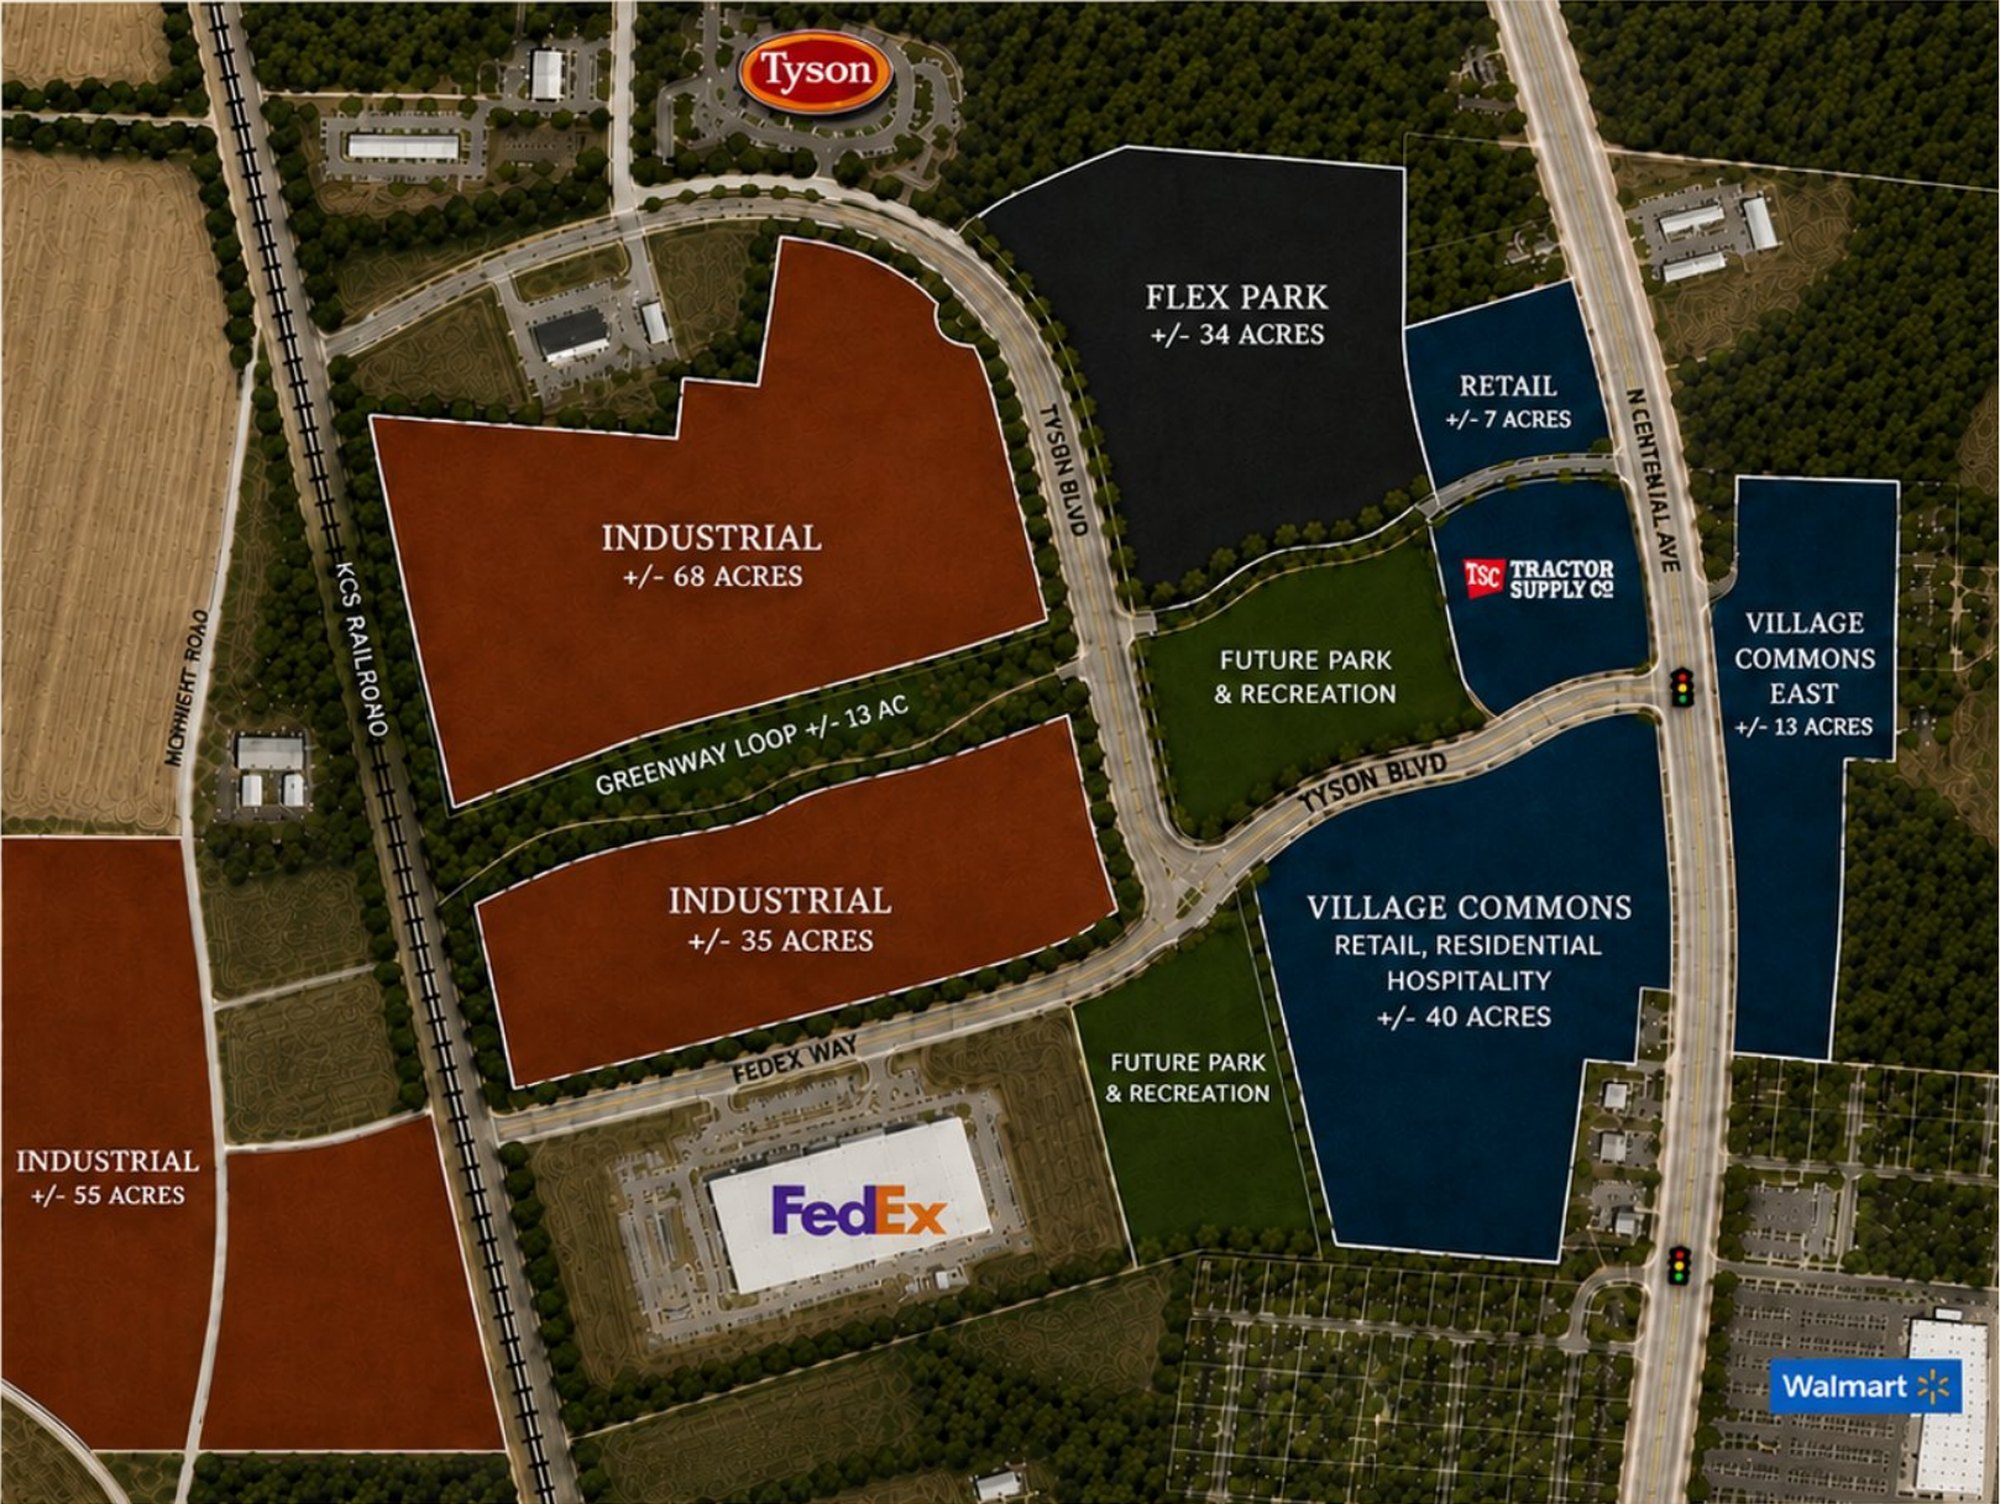 Tyson
FLEX PARK
+/- 34 ACRES
RETAIL
+/- 7 ACRES
N CENTENIAL AVE
TYSON BLVD
INDUSTRIAL
+/- 68 ACRES
KCS RAILROAD
TSC TRACTOR
SUPPLY CO
VILLAGE
COMMONS
EAST
+/- 13 ACRES
FUTURE PARK
& RECREATION
GREENWAY LOOP +/- 13 AC
TYSON BLVD
INDUSTRIAL
+/- 35 ACRES
VILLAGE COMMONS
RETAIL, RESIDENTIAL
HOSPITALITY
+/- 40 ACRES
FEDEX WAY
FUTURE PARK
& RECREATION
INDUSTRIAL
+/- 55 ACRES
FedEx
Walmart